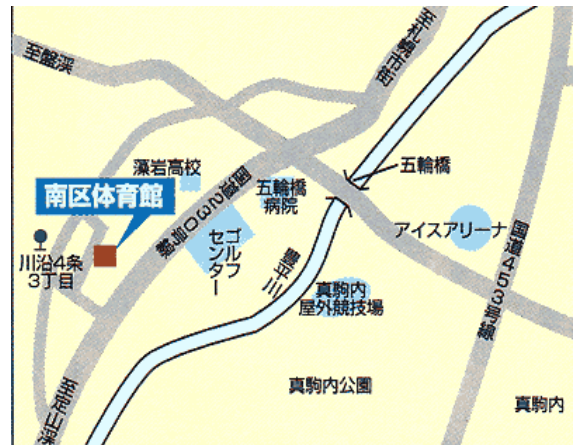 至盤渓
至札幌市街
藻岩高校
国道230号線
五輪橋
病院
五輪橋
南区体育館
ゴルフ
センター
アイスアリーナ
国道453号線
川沿4条
3丁目
豊平川
真駒内
屋外競技場
至定山渓
真駒内公園
真駒内